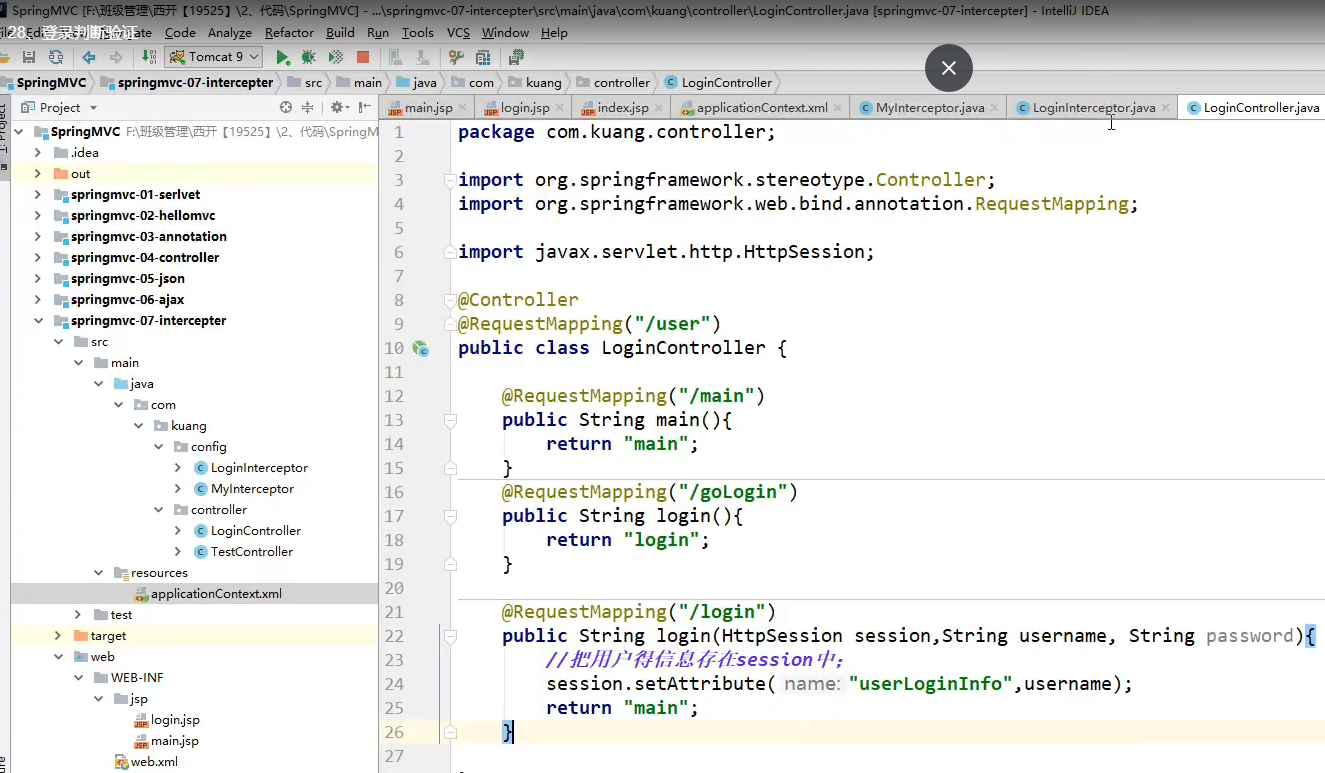 SpringMVC [F:\班级管理\西开【19525】\2、代码\SpringMVC] - ...\springmvc-07-intercepter\src\main\java\com\kuang\controller\LoginController.java [springmvc-07-intercepter] - IntelliJ IDEA
28、登录判断验证
Code Analyze Refactor Build Run Tools VCS Window Help
Tomcat 9
SpringMVC springmvc-07-intercepter src main java com kuang controller LoginController
Project
main.jsp login.jsp index.jsp applicationContext.xml MyInterceptor.java LoginInterceptor.java LoginController.java
SpringMVC F:\班级管理\西开【19525】\2、代码\SpringM
.idea
out
springmvc-01-serlvet
springmvc-02-hellomvc
springmvc-03-annotation
springmvc-04-controller
springmvc-05-json
springmvc-06-ajax
springmvc-07-intercepter
src
main
java
com
kuang
config
LoginInterceptor
MyInterceptor
controller
LoginController
TestController
resources
applicationContext.xml
test
target
web
WEB-INF
jsp
login.jsp
main.jsp
web.xml
1 package com.kuang.controller;
2
3 import org.springframework.stereotype.Controller;
4 import org.springframework.web.bind.annotation.RequestMapping;
5
6 import javax.servlet.http.HttpSession;
7
8 @Controller
9 @RequestMapping("/user")
10 public class LoginController {
11
12 @RequestMapping("/main")
13 public String main(){
14 return "main";
15 }
16 @RequestMapping("/goLogin")
17 public String login(){
18 return "login";
19 }
20
21 @RequestMapping("/login")
22 public String login(HttpSession session,String username, String password){
23 //把用户得信息存在session中;
24 session.setAttribute( name: "userLoginInfo",username);
25 return "main";
26 }
27